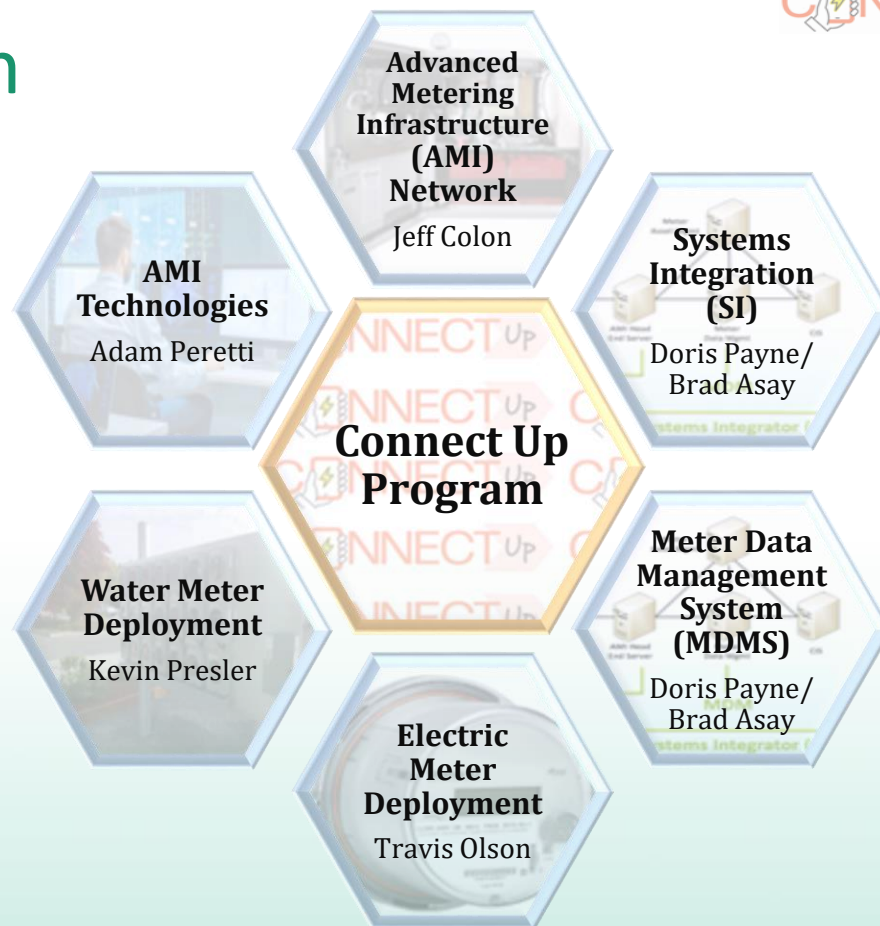 Advanced
Metering
Infrastructure
(AMI)
Network
Jeff Colon
AMI
Technologies
Adam Peretti
Systems
Integration
(SI)
Doris Payne/
Brad Asay
Connect Up
Program
Water Meter
Deployment
Kevin Presler
Meter Data
Management
System
(MDMS)
Doris Payne/
Brad Asay
Electric
Meter
Deployment
Travis Olson